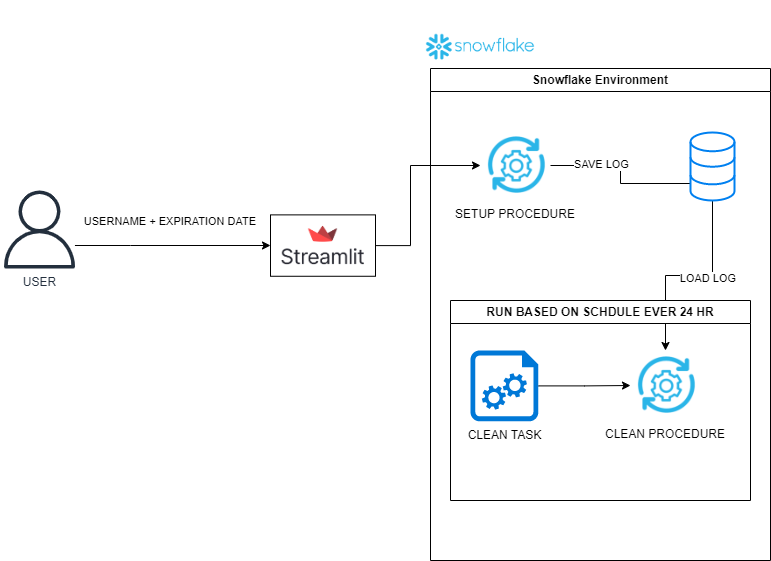 snowflake
Snowflake Environment
SAVE LOG
SETUP PROCEDURE
USERNAME + EXPIRATION DATE
Streamlit
USER
LOAD LOG
RUN BASED ON SCHDULE EVER 24 HR
CLEAN TASK
CLEAN PROCEDURE